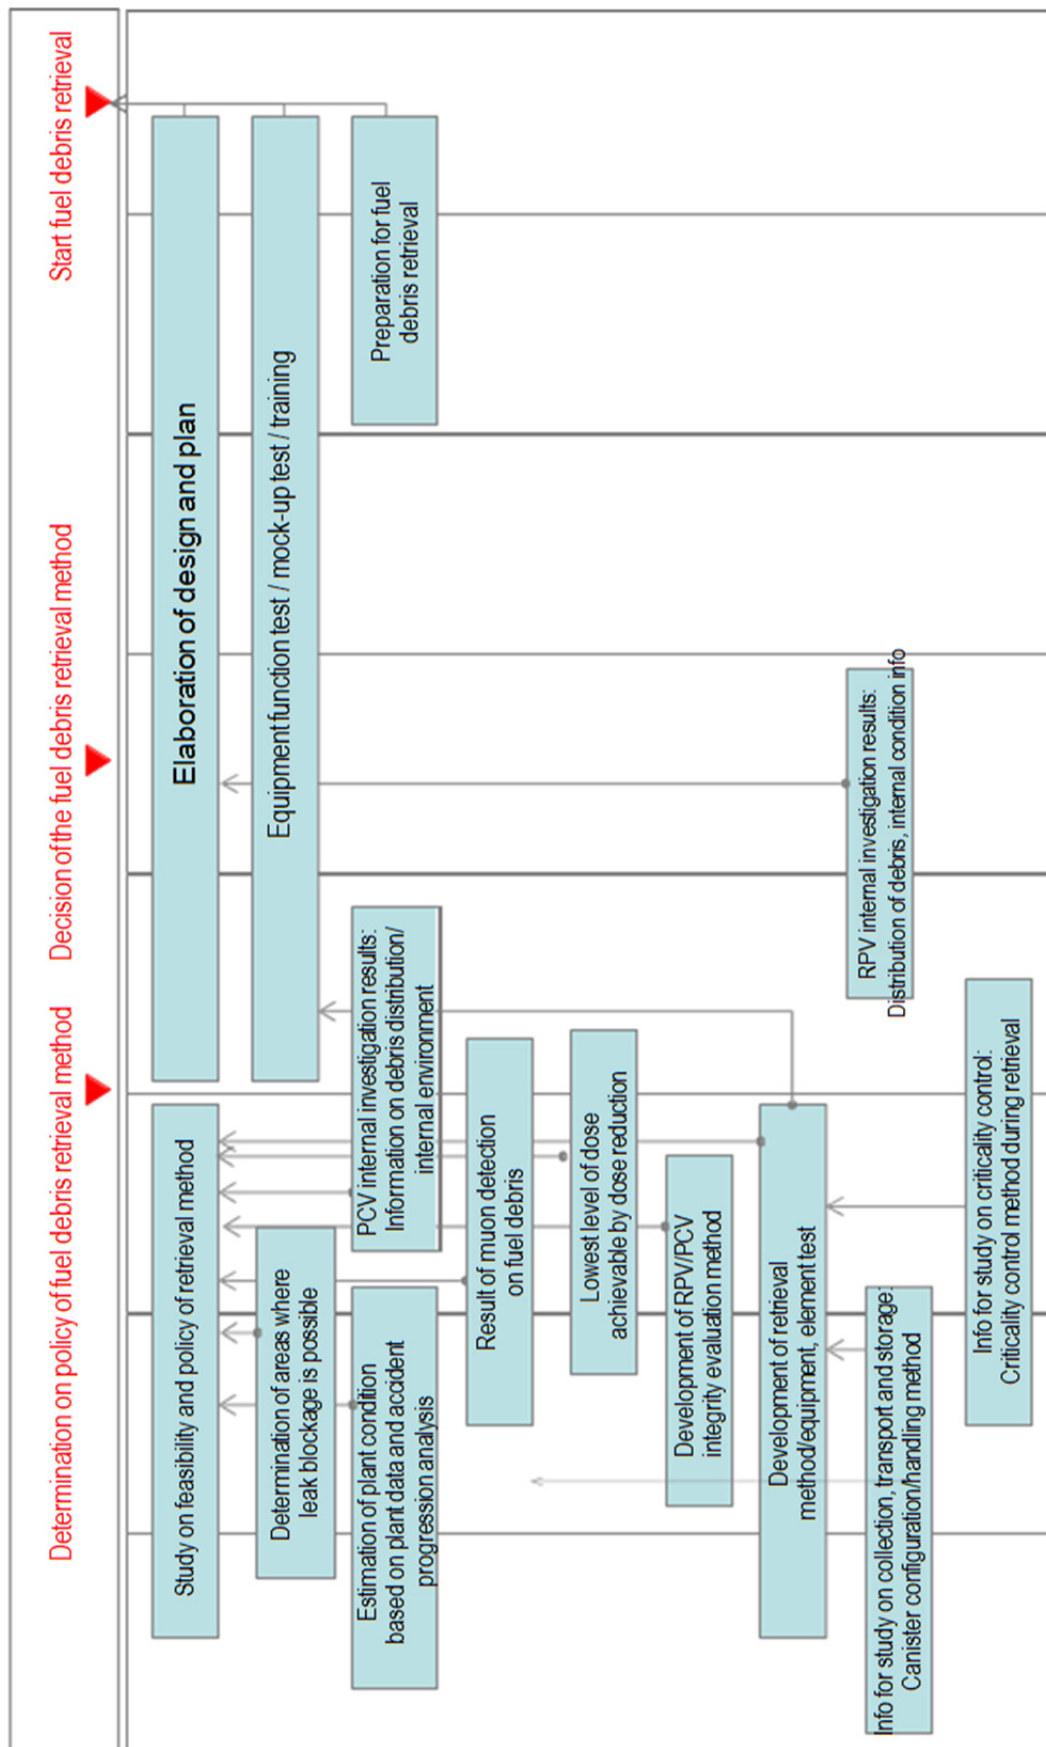 Determination on policy of fuel debris retrieval method
Decision of the fuel debris retrieval method
Start fuel debris retrieval
Study on feasibility and policy of retrieval method
Elaboration of design and plan
Determination of areas where
leak blockage is possible
Equipment function test / mock-up test / training
Estimation of plant condition
based on plant data and accident
progression analysis
PCV internal investigation results:
Information on debris distribution/
internal environment
Preparation for fuel
debris retrieval
Result of muon detection
on fuel debris
Lowest level of dose
achievable by dose reduction
Development of RPV/PCV
integrity evaluation method
Development of retrieval
method/equipment, element test
RPV internal investigation results:
Distribution of debris, internal condition info
Info for study on collection, transport and storage:
Canister configuration/handling method
Info for study on criticality control:
Criticality control method during retrieval